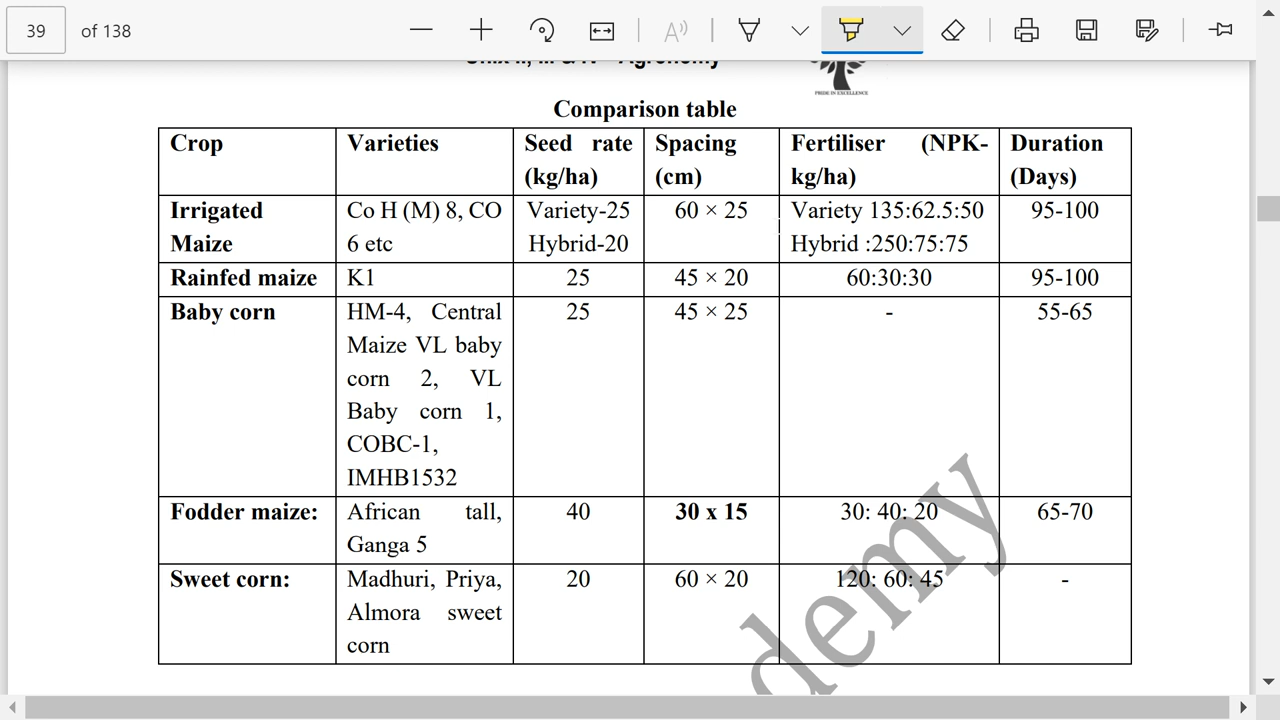 39 of 138
Comparison table
Crop Varieties Seed rate (kg/ha) Spacing (cm) Fertiliser (NPK-kg/ha) Duration (Days)
Irrigated Maize Co H (M) 8, CO 6 etc Variety-25 Hybrid-20 60 × 25 Variety 135:62.5:50 Hybrid :250:75:75 95-100
Rainfed maize K1 25 45 × 20 60:30:30 95-100
Baby corn HM-4, Central Maize VL baby corn 2, VL Baby corn 1, COBC-1, IMHB1532 25 45 × 25 - 55-65
Fodder maize: African tall, Ganga 5 40 30 x 15 30: 40: 20 65-70
Sweet corn: Madhuri, Priya, Almora sweet corn 20 60 × 20 120: 60: 45 -
demy